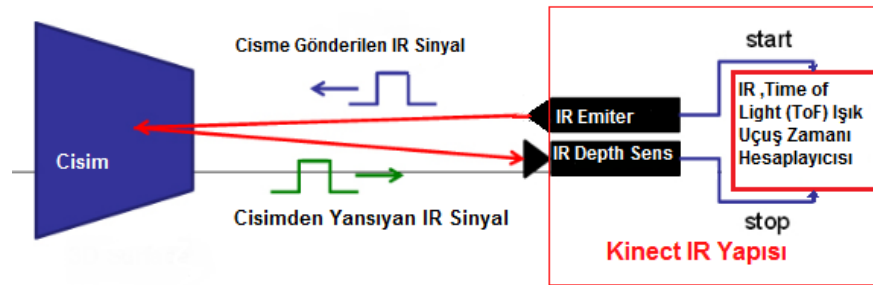 Cisme Gönderilen IR Sinyal
start
IR ,Time of
Light (ToF) Işık
Uçuş Zamanı
Hesaplayıcısı
IR Emiter
IR Depth Sens
Cisim
Cisimden Yansıyan IR Sinyal
stop
Kinect IR Yapısı